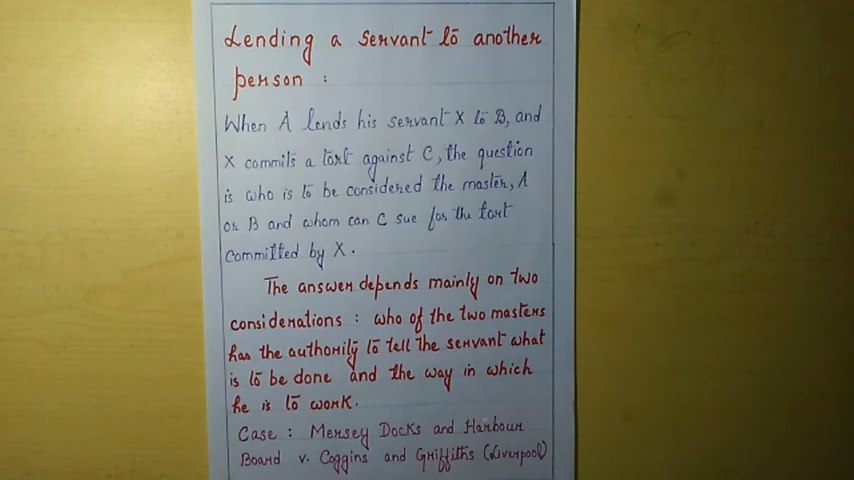 Lending a servant to another
person :
When A lends his servant X to B, and
X commits a tort against C, the question
is who is to be considered the master, A
or B and whom can C sue for the tort
committed by X.
The answer depends mainly on two
considerations : who of the two masters
has the authority to tell the servant what
is to be done and the way in which
he is to work.
Case : Mersey Docks and Harbour
Board v. Coggins and Griffiths (Liverpool)